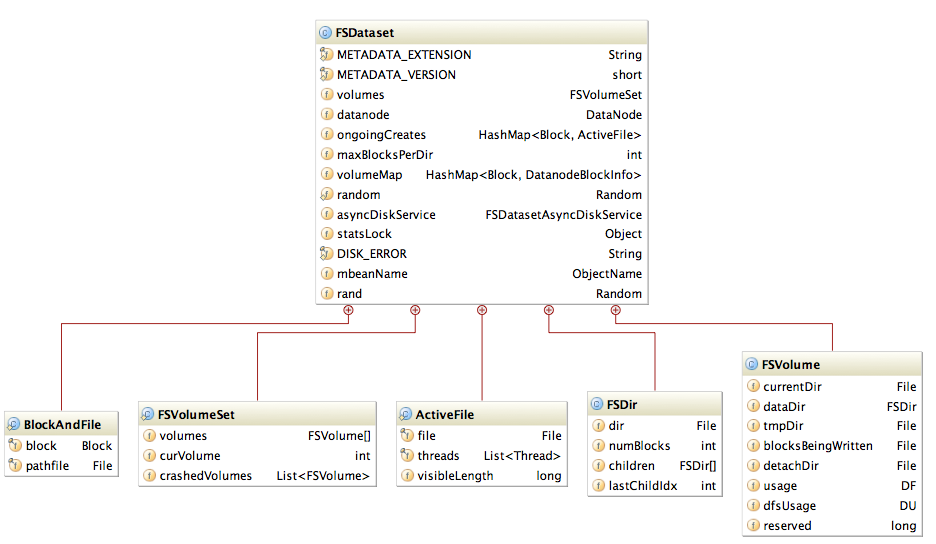 FSDataset
METADATA_EXTENSION String
METADATA_VERSION short
volumes FSVolumeSet
datanode DataNode
ongoingCreates HashMap<Block, ActiveFile>
maxBlocksPerDir int
volumeMap HashMap<Block, DatanodeBlockInfo>
random Random
asyncDiskService FSDatasetAsyncDiskService
statsLock Object
DISK_ERROR String
mbeanName ObjectName
rand Random
BlockAndFile
block Block
pathfile File
FSVolumeSet
volumes FSVolume[]
curVolume int
crashedVolumes List<FSVolume>
ActiveFile
file File
threads List<Thread>
visibleLength long
FSDir
dir File
numBlocks int
children FSDir[]
lastChildIdx int
FSVolume
currentDir File
dataDir FSDir
tmpDir File
blocksBeingWritten File
detachDir File
usage DF
dfsUsage DU
reserved long